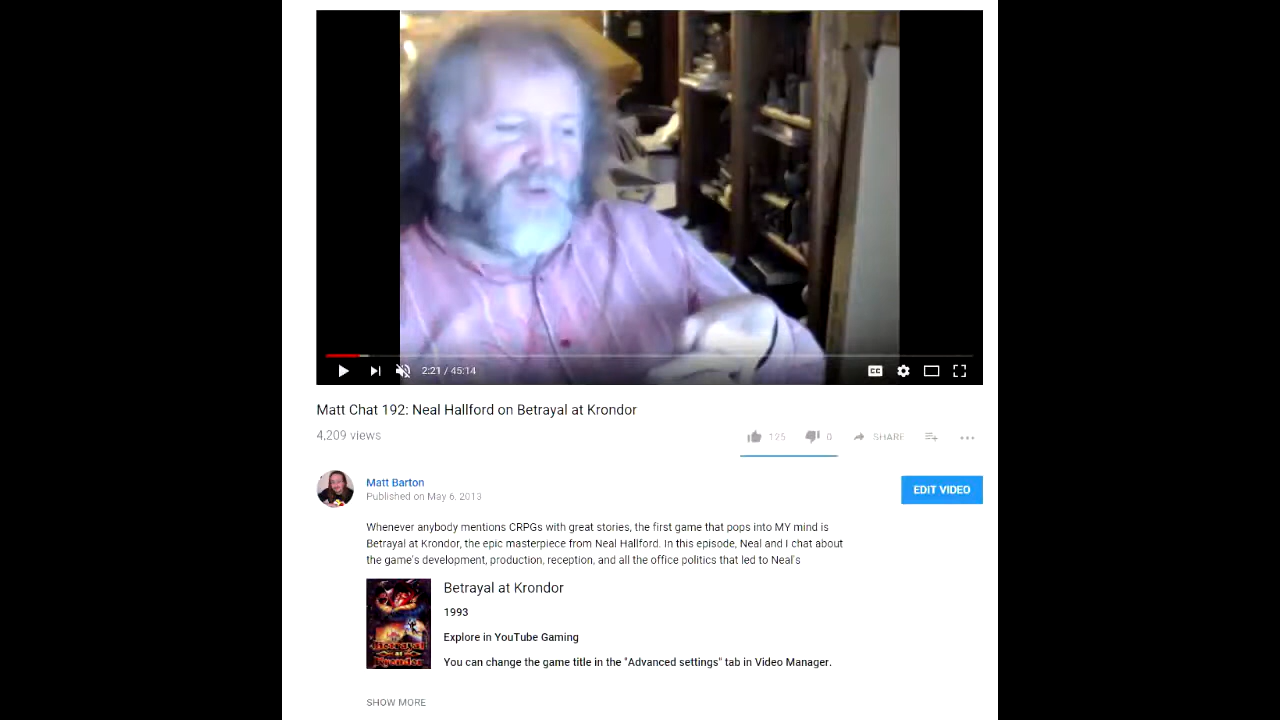 2:21 / 45:14
CC
Matt Chat 192: Neal Hallford on Betrayal at Krondor
4,209 views
125
0
SHARE
Matt Barton
Published on May 6, 2013
EDIT VIDEO
Whenever anybody mentions CRPGs with great stories, the first game that pops into MY mind is
Betrayal at Krondor, the epic masterpiece from Neal Hallford. In this episode, Neal and I chat about
the game's development, production, reception, and all the office politics that led to Neal's
Betrayal at Krondor
Betrayal at Krondor
1993
Explore in YouTube Gaming
You can change the game title in the "Advanced settings" tab in Video Manager.
SHOW MORE